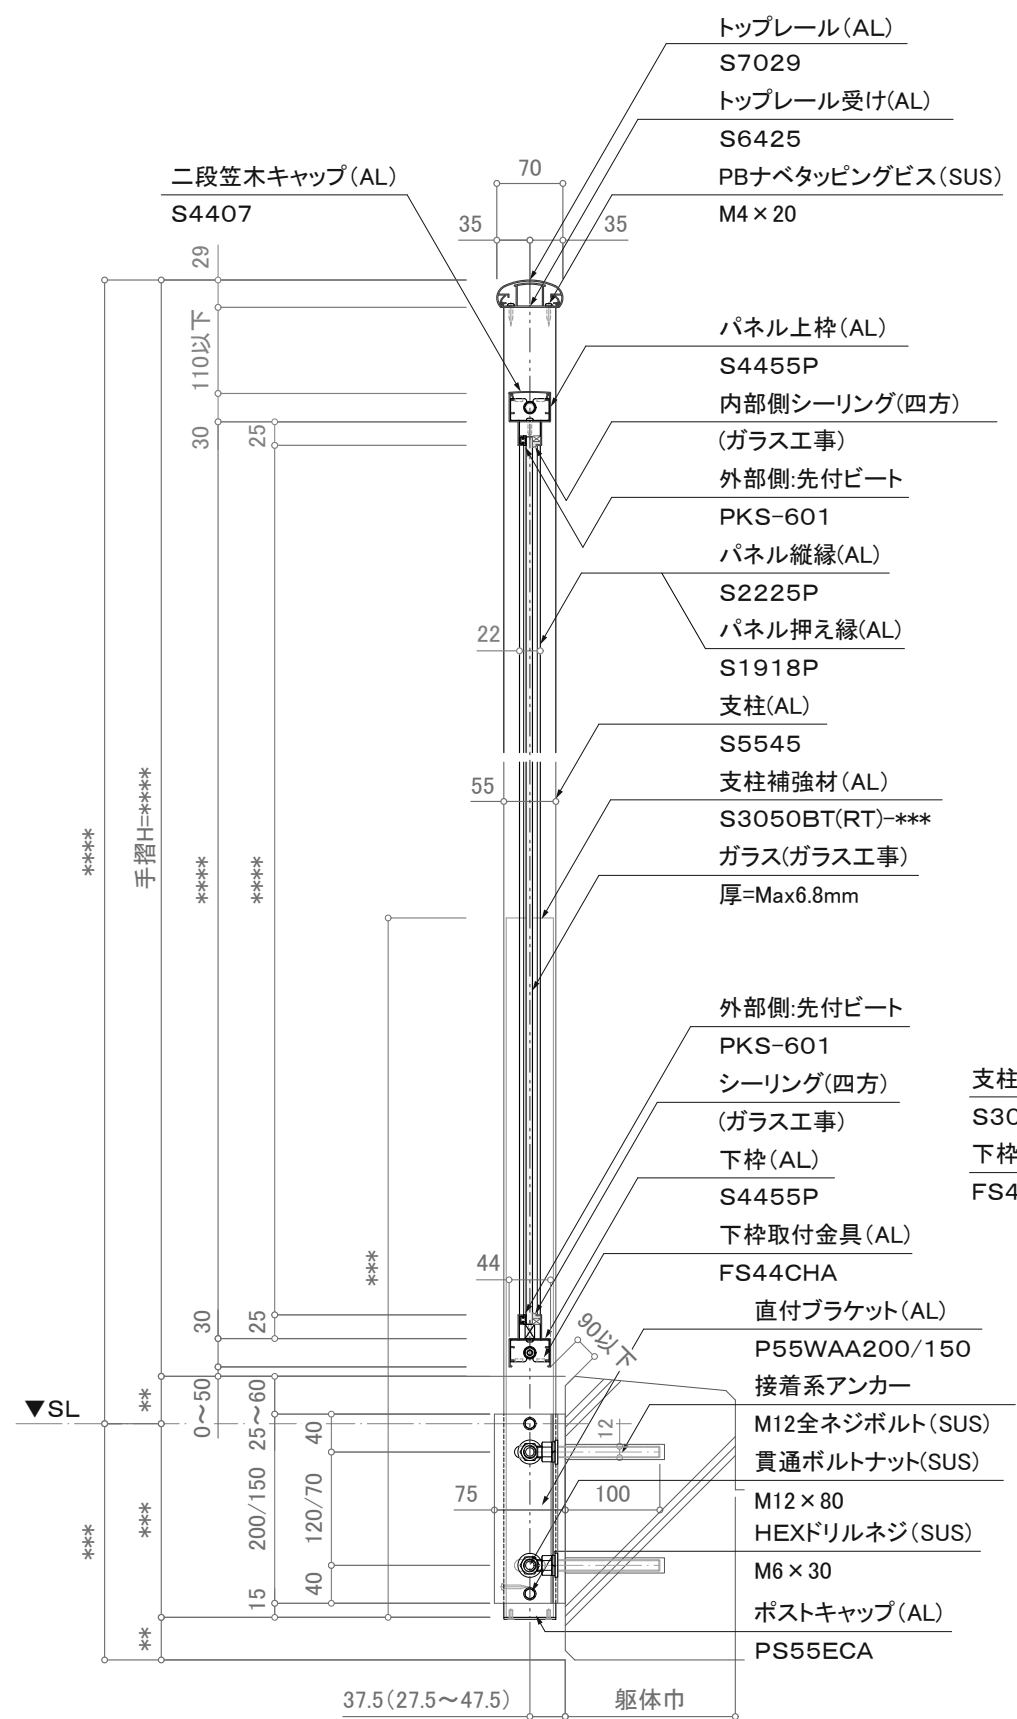 トップレール(AL)
S7029
トップレール受け(AL)
S6425
二段笠木キャップ(AL)
S4407
70
PBナベタッピングビス(SUS)
M4×20
35
35
29
110以下
30
25
パネル上枠(AL)
S4455P
内部側シーリング(四方)
(ガラス工事)
外部側:先付ビート
PKS-601
パネル縦縁(AL)
S2225P
22
パネル押え縁(AL)
S1918P
支柱(AL)
S5545
55
支柱補強材(AL)
S3050BT(RT)-***
ガラス(ガラス工事)
厚=Max6.8mm
****
手摺H=****
****
****
***
外部側:先付ビート
PKS-601
シーリング(四方)
(ガラス工事)
下枠(AL)
S4455P
支柱
S30
下枠
FS4
下枠取付金具(AL)
FS44CHA
44
30
25
90以下
直付ブラケット(AL)
P55WAA200/150
接着系アンカー
M12全ネジボルト(SUS)
▼SL
**
0~50
25~60
40
12
貫通ボルトナット(SUS)
M12×80
75
100
***
***
200/150
120/70
HEXドリルネジ(SUS)
M6×30
15
40
ポストキャップ(AL)
PS55ECA
**
37.5(27.5~47.5)
躯体巾